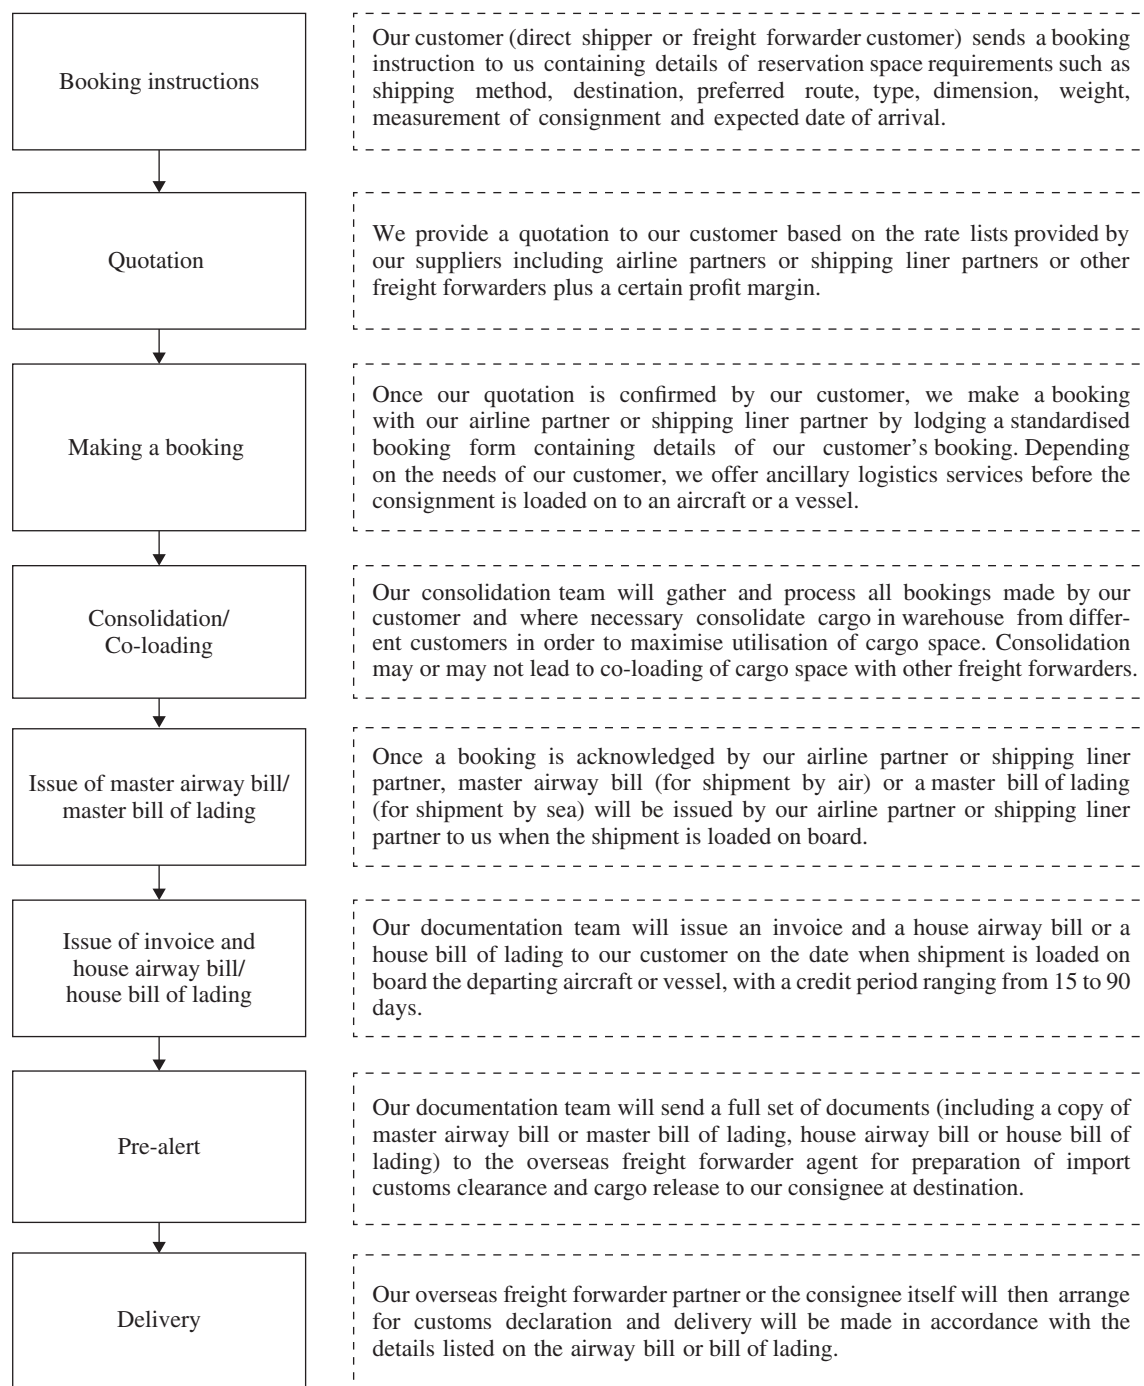 Booking instructions
Our customer (direct shipper or freight forwarder customer) sends a booking
instruction to us containing details of reservation space requirements such as
shipping method, destination, preferred route, type, dimension, weight,
measurement of consignment and expected date of arrival.
Quotation
We provide a quotation to our customer based on the rate lists provided by
our suppliers including airline partners or shipping liner partners or other
freight forwarders plus a certain profit margin.
Making a booking
Once our quotation is confirmed by our customer, we make a booking
with our airline partner or shipping liner partner by lodging a standardised
booking form containing details of our customer's booking. Depending
on the needs of our customer, we offer ancillary logistics services before the
consignment is loaded on to an aircraft or a vessel.
Consolidation/
Co-loading
Our consolidation team will gather and process all bookings made by our
customer and where necessary consolidate cargo in warehouse from differ-
ent customers in order to maximise utilisation of cargo space. Consolidation
may or may not lead to co-loading of cargo space with other freight forwarders.
Issue of master airway bill/
master bill of lading
Once a booking is acknowledged by our airline partner or shipping liner
partner, master airway bill (for shipment by air) or a master bill of lading
(for shipment by sea) will be issued by our airline partner or shipping liner
partner to us when the shipment is loaded on board.
Issue of invoice and
house airway bill/
house bill of lading
Our documentation team will issue an invoice and a house airway bill or a
house bill of lading to our customer on the date when shipment is loaded on
board the departing aircraft or vessel, with a credit period ranging from 15 to 90
days.
Pre-alert
Our documentation team will send a full set of documents (including a copy of
master airway bill or master bill of lading, house airway bill or house bill of
lading) to the overseas freight forwarder agent for preparation of import
customs clearance and cargo release to our consignee at destination.
Delivery
Our overseas freight forwarder partner or the consignee itself will then arrange
for customs declaration and delivery will be made in accordance with the
details listed on the airway bill or bill of lading.